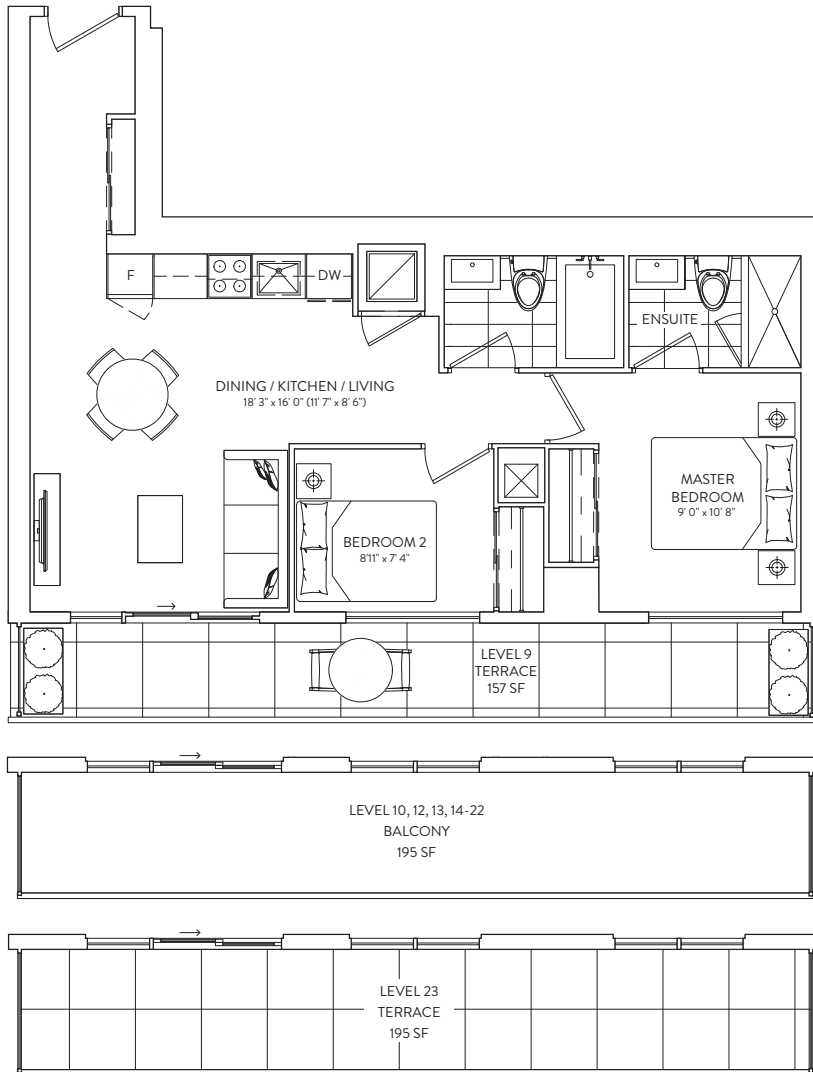 F
DW
ENSUITE
DINING / KITCHEN / LIVING
18' 3" x 16' 0" (11' 7" x 8' 6")
MASTER
BEDROOM
9' 0" x 10' 8"
BEDROOM 2
8'11" x 7' 4"
LEVEL 9
TERRACE
157 SF
LEVEL 10, 12, 13, 14-22
BALCONY
195 SF
LEVEL 23
TERRACE
195 SF